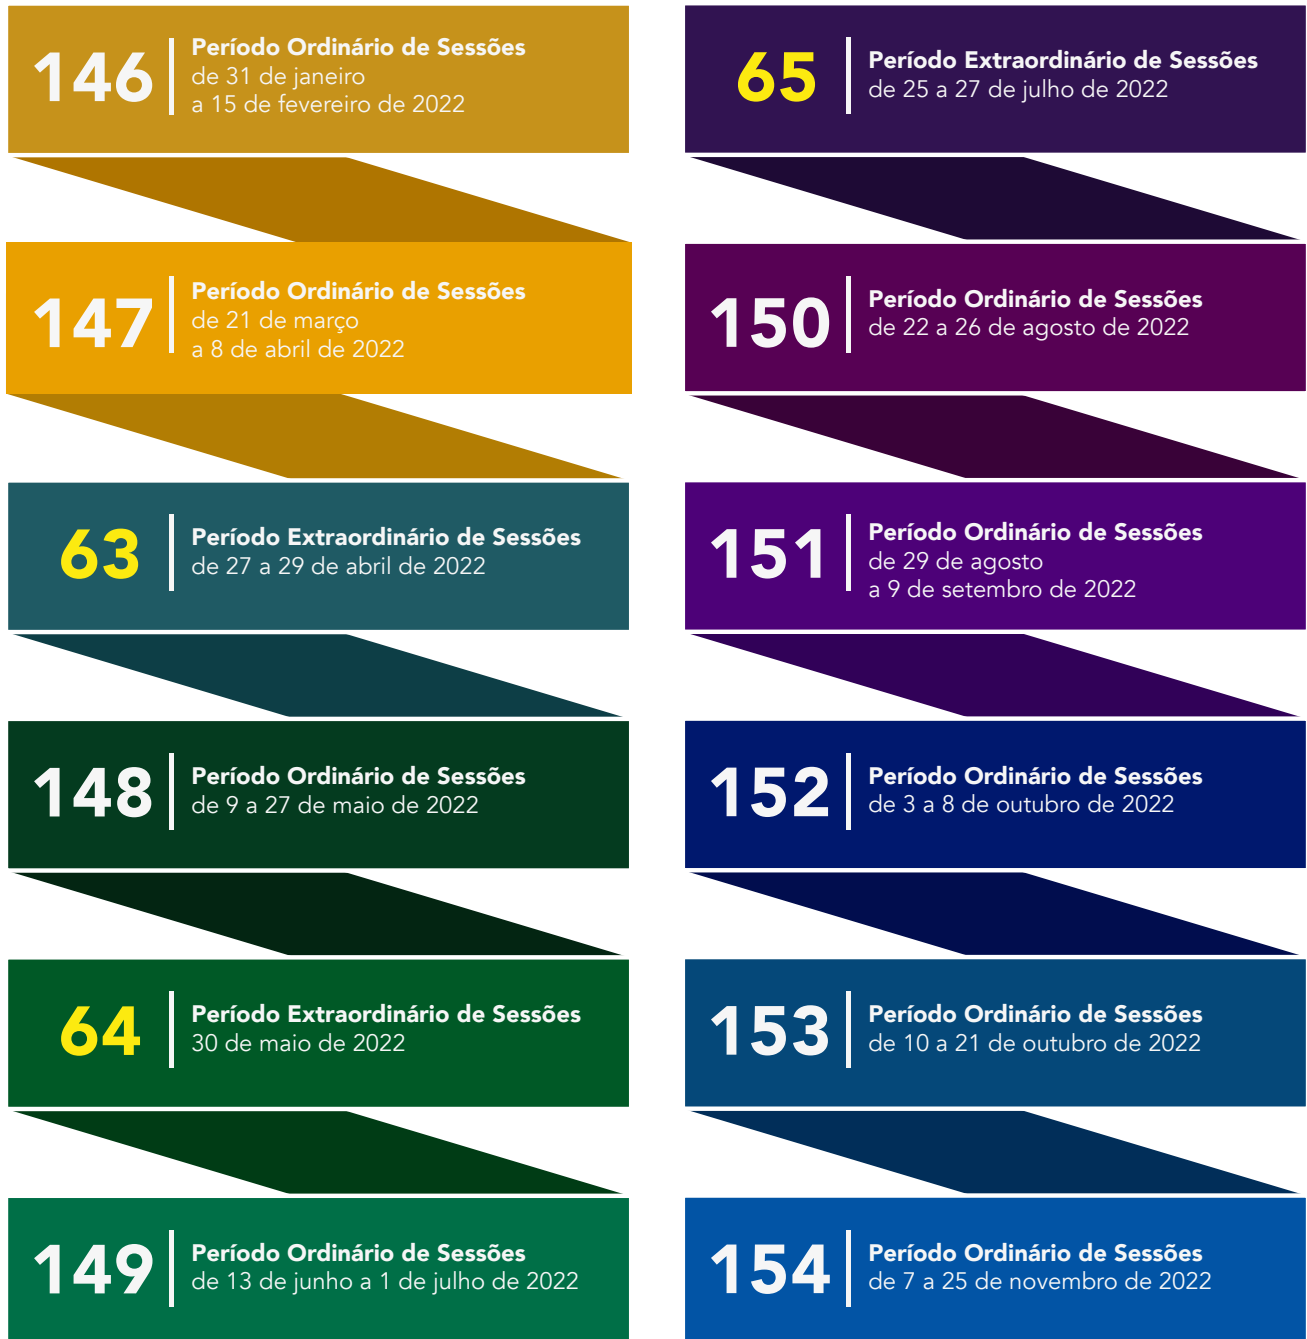 146
Período Ordinário de Sessões
de 31 de janeiro
a 15 de fevereiro de 2022
147
Período Ordinário de Sessões
de 21 de março
a 8 de abril de 2022
63
Período Extraordinário de Sessões
de 27 a 29 de abril de 2022
148
Período Ordinário de Sessões
de 9 a 27 de maio de 2022
64
Período Extraordinário de Sessões
30 de maio de 2022
149
Período Ordinário de Sessões
de 13 de junho a 1 de julho de 2022
65
Período Extraordinário de Sessões
de 25 a 27 de julho de 2022
150
Período Ordinário de Sessões
de 22 a 26 de agosto de 2022
151
Período Ordinário de Sessões
de 29 de agosto
a 9 de setembro de 2022
152
Período Ordinário de Sessões
de 3 a 8 de outubro de 2022
153
Período Ordinário de Sessões
de 10 a 21 de outubro de 2022
154
Período Ordinário de Sessões
de 7 a 25 de novembro de 2022